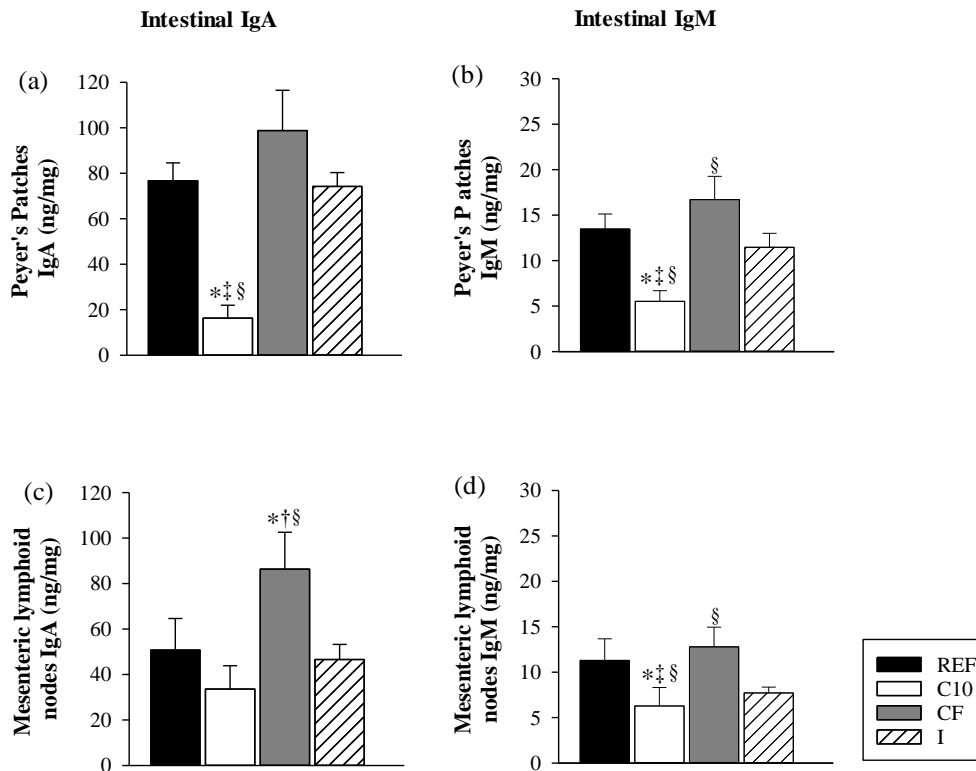 Intestinal IgA
Intestinal IgM
(a)
Peyer's Patches
IgA (ng/mg)
120
100
80
60
40
20
0
*‡§
(b)
Peyer's P atches
IgM (ng/mg)
30
25
20
15
10
5
0
*‡§
§
(c)
Mesenteric lymphoid
nodes IgA (ng/mg)
120
100
80
60
40
20
0
*†§
(d)
Mesenteric lymphoid
nodes IgM (ng/mg)
30
25
20
15
10
5
0
*‡§
§
REF
C10
CF
I